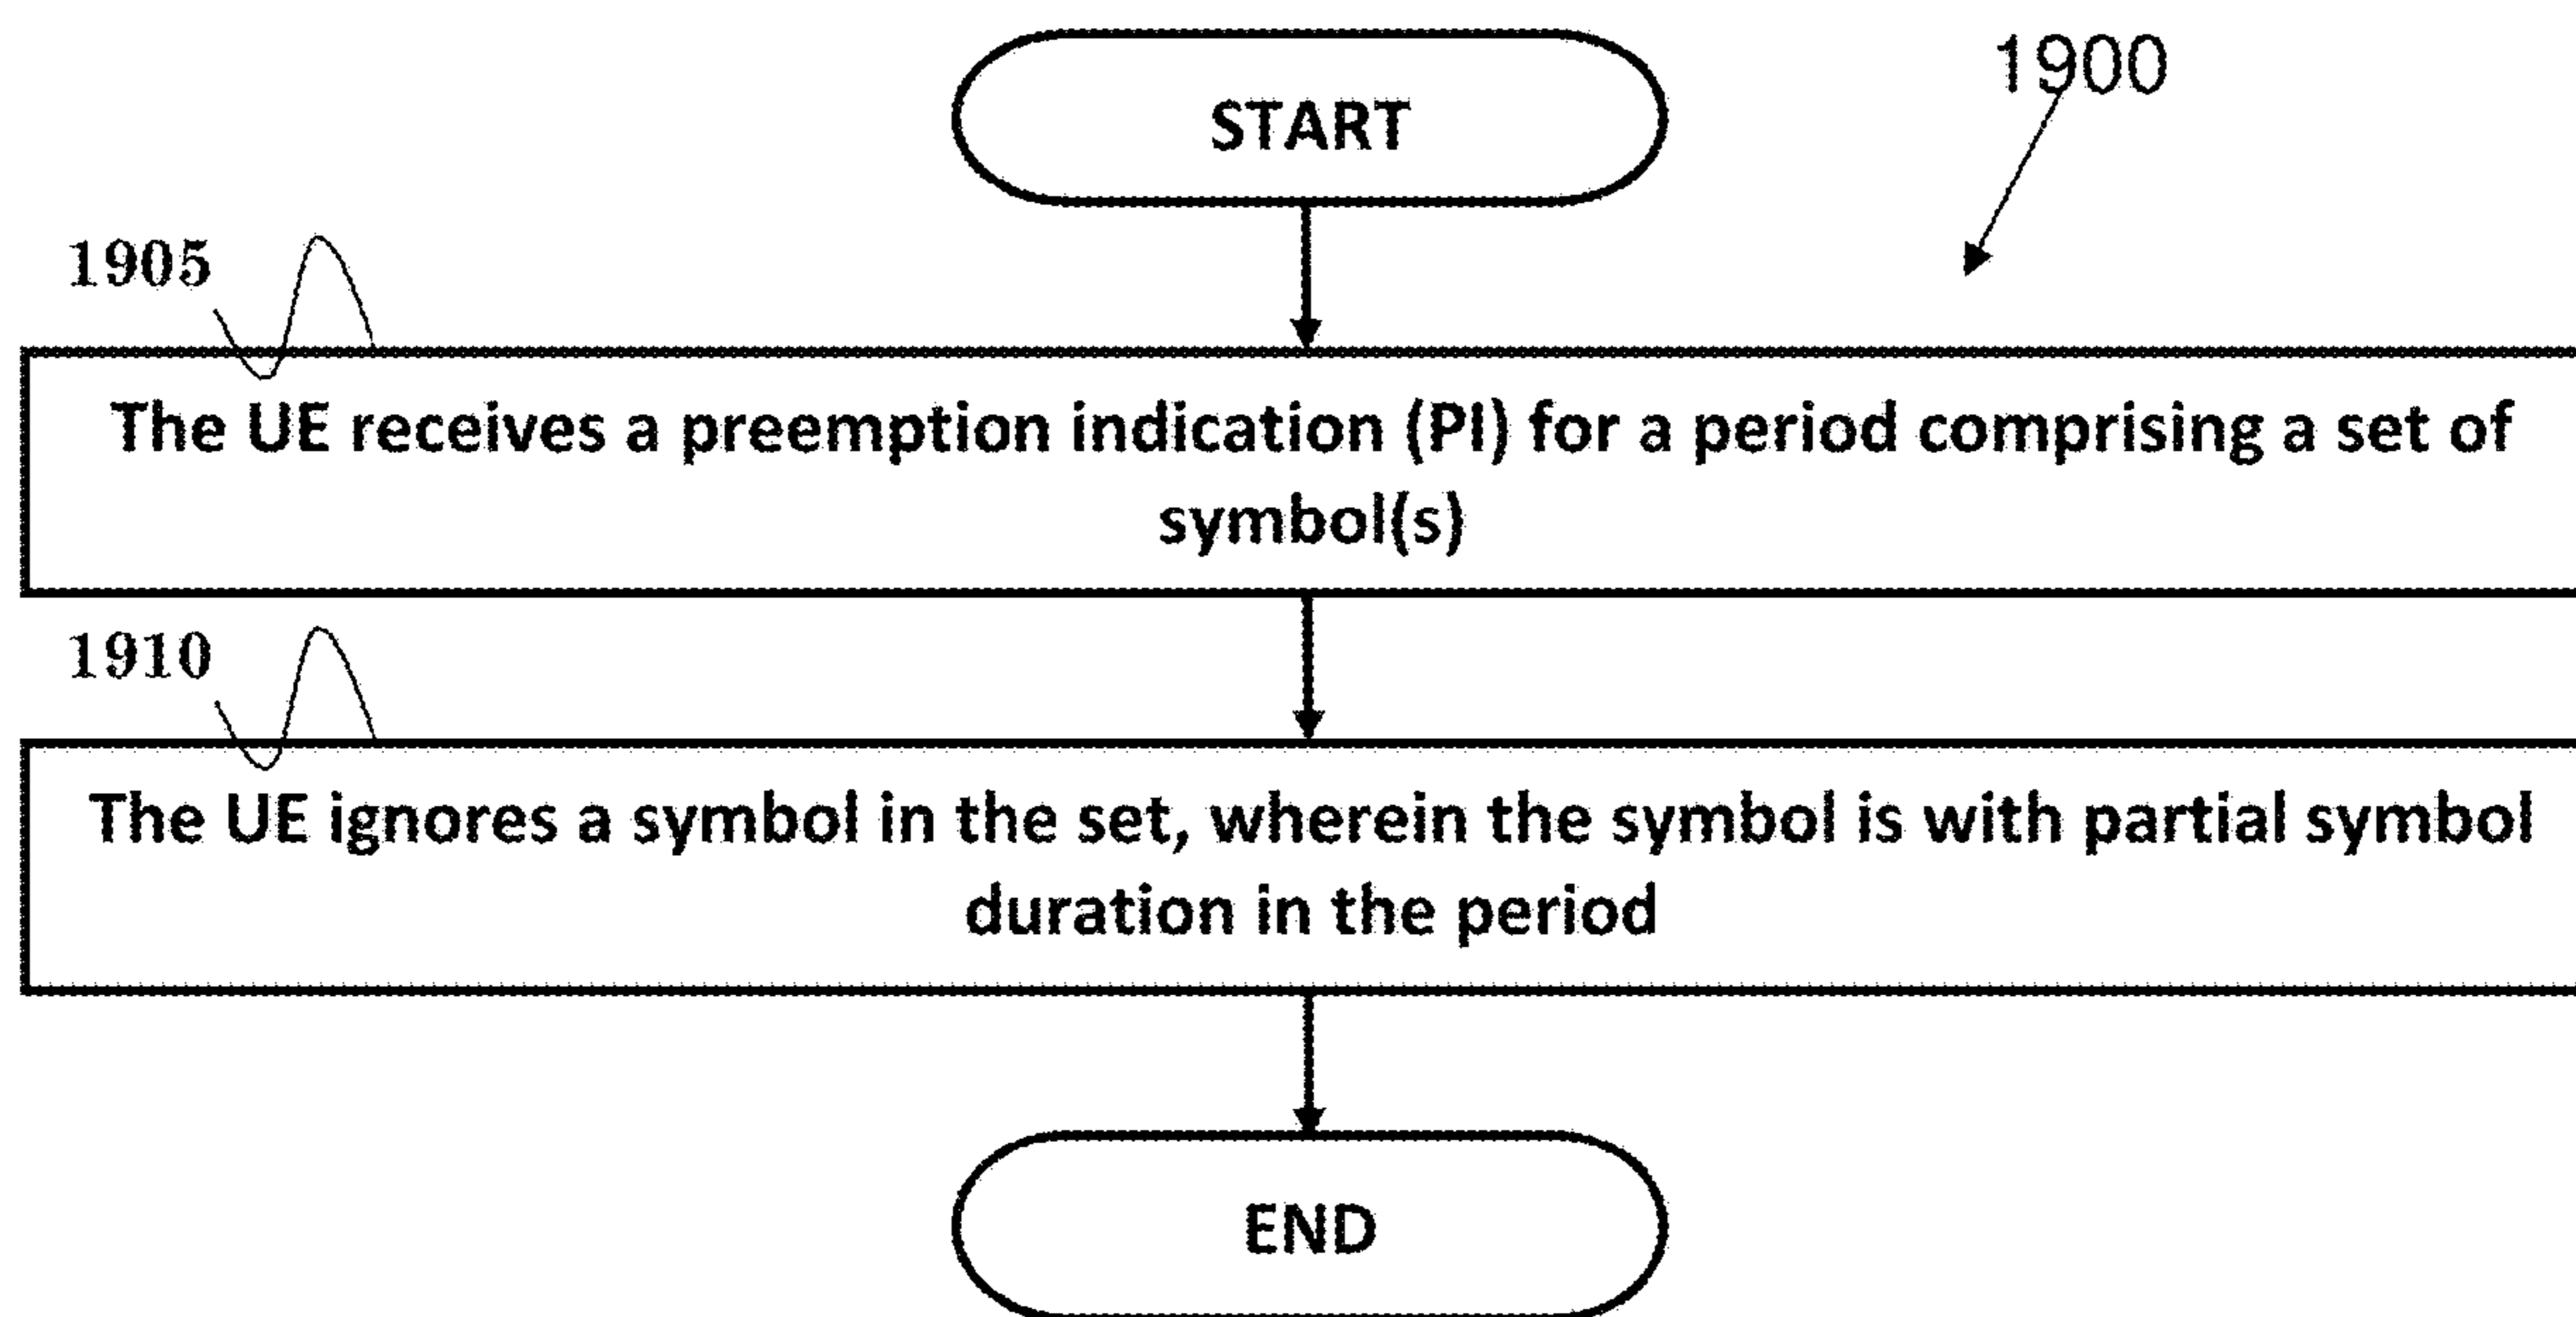 START
1900
1905
The UE receives a preemption indication (PI) for a period comprising a set of
symbol(s)
1910
The UE ignores a symbol in the set, wherein the symbol is with partial symbol
duration in the period
END